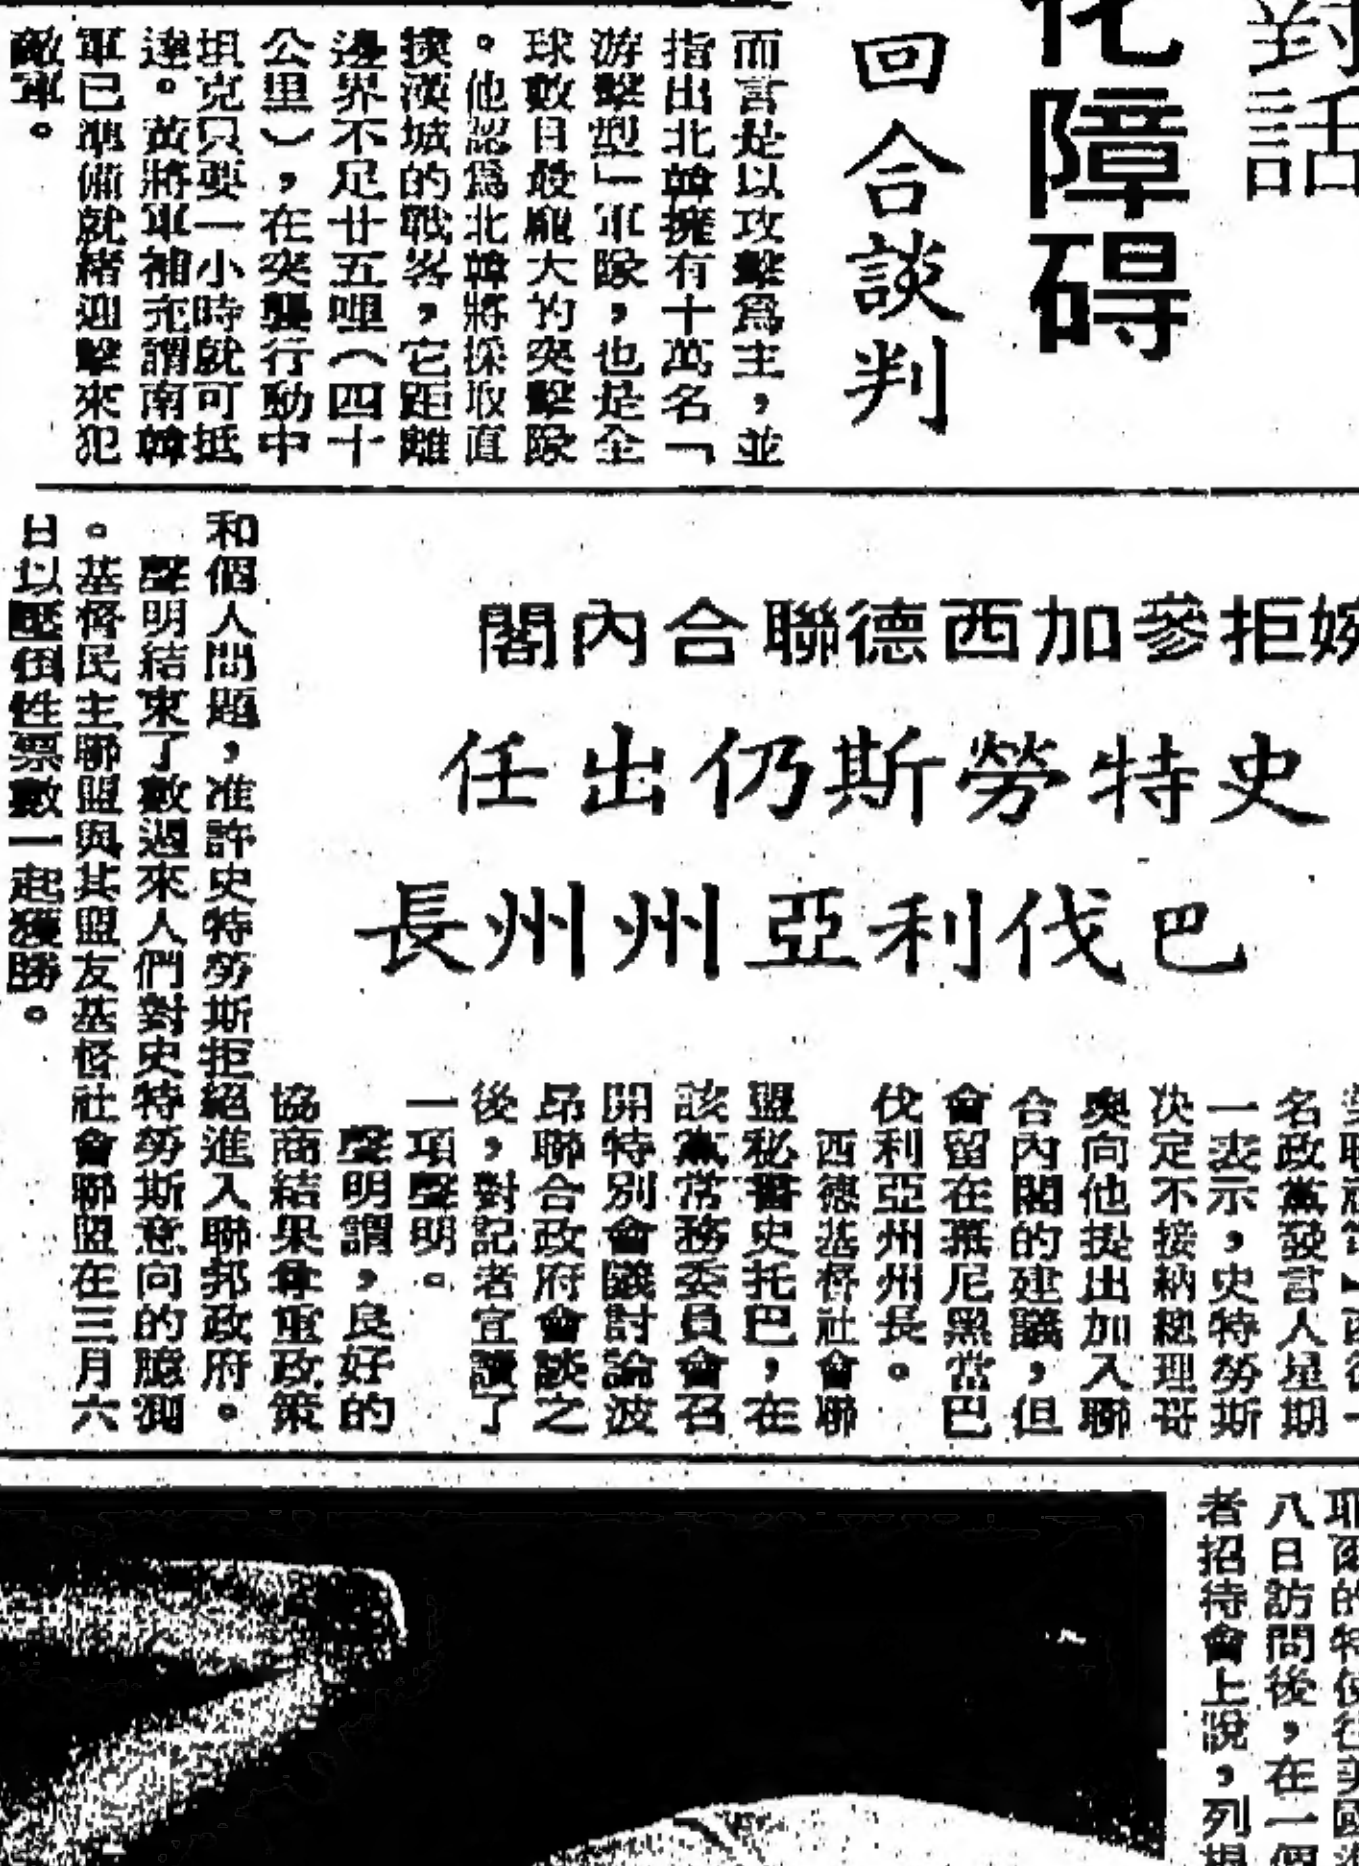 對話
化障碍
回合談判
而言是以攻擊爲主，並
指出北韓擁有十萬名「
游擊型」軍隊，也是全
球數目最龐大的突擊隊
。他認爲北韓將採取直
撲漢城的戰畧，它距離
邊界不足廿五哩（四十
公里），在突襲行動中
坦克只要一小時就可抵
達。黃將軍補充謂南韓
軍已準備就緒迎擊來犯
敵軍。
婉拒參加西德聯合內閣
史特勞斯仍出任
巴伐利亞州州長
名政黨發言人星期
一表示，史特勞斯
決定不接納總理哥
奧向他提出加入聯
合內閣的建議，但
會留在慕尼黑當巴
伐利亞州州長。
西德基督社會聯
盟秘書史托巴，在
該黨常務委員會召
開特別會議討論波
昂聯合政府會談之
後，對記者宣讀了
一項聲明。
聲明謂，良好的
協商結果尊重政策
和個人問題，准許史特勞斯拒絕進入聯邦政府。
聲明結束了數週來人們對史特勞斯意向的臆測
。基督民主聯盟與其盟友基督社會聯盟在三月六
日以壓倒性票數一起獲勝。
耶爾的特使往美國
八日訪問後，在一個
者招待會上說，列根